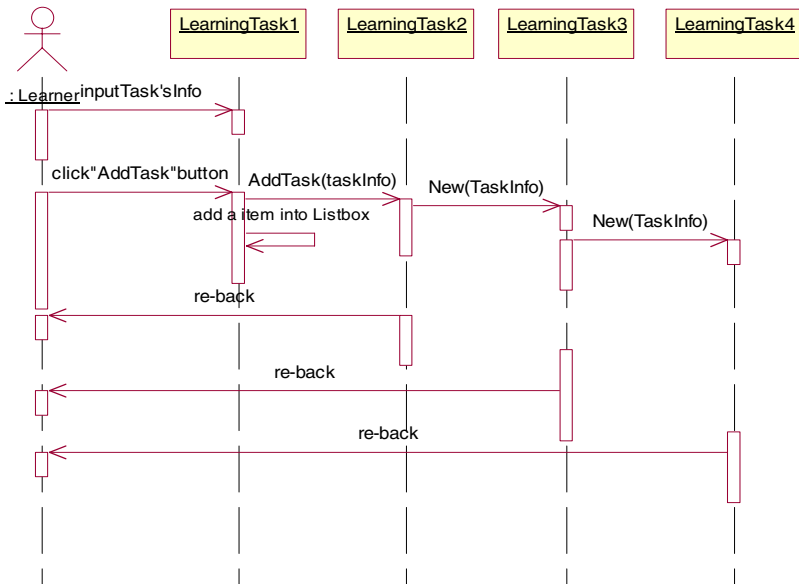 LearningTask1
LearningTask2
LearningTask3
LearningTask4
: Learner
inputTask'sInfo
click"AddTask"button
AddTask(taskInfo)
New(TaskInfo)
add a item into Listbox
New(TaskInfo)
re-back
re-back
re-back